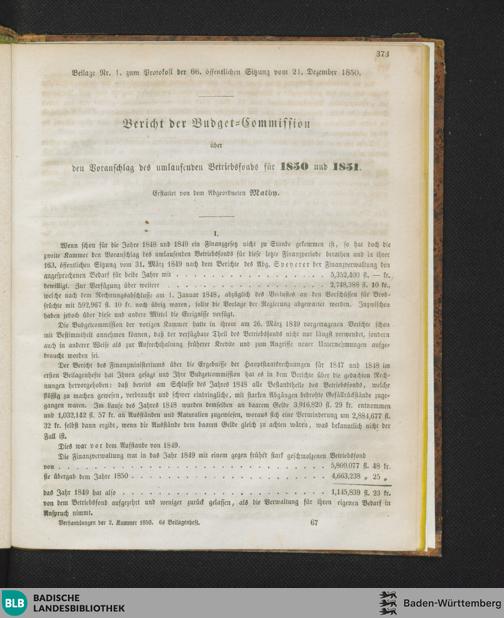 373
Beilage Nr. 1. zum Protokoll der 66. öffentlichen Sitzung vom 21. Dezember 1850.
Bericht der Budget=Commission
über
den Voranschlag des umlaufenden Betriebsfonds für 1850 und 1851.
Erstattet von dem Abgeordneten Mathy.
I.
Wenn schon für die Jahre 1848 und 1849 ein Finanzgesetz nicht zu Stande gekommen ist, so hat doch die
zweite Kammer den Voranschlag des umlaufenden Betriebsfonds für diese letzte Finanzperiode berathen und in ihrer
163. öffentlichen Sitzung vom 31. März 1849 nach dem Berichte des Abg. Speyerer der Finanzverwaltung den
angesprochenen Bedarf für beide Jahre mit . . . 5,352,400 fl. — kr.
bewilligt. Zur Verfügung über weitere . . . 2,748,388 fl. 10 kr.
welche nach dem Rechnungsabschlusse am 1. Januar 1848, abzüglich des Verlustes an den Vorschüssen für Brod-
früchte mit 592,967 fl. 10 kr. noch übrig waren, sollte die Vorlage der Regierung abgewartet werden. Inzwischen
haben jedoch über diese und andere Mittel die Ereignisse verfügt.
Die Budgetcommission der vorigen Kammer hatte in ihrem am 26. März 1849 vorgetragenen Berichte schon
mit Bestimmtheit annehmen können, daß der verfügbare Theil des Betriebsfonds nicht nur längst verwendet, sondern
auch in anderer Weise als zur Aufrechthaltung früherer Kredite und zum Angriffe neuer Unternehmungen aufge-
braucht worden sei.
Der Bericht des Finanzministeriums über die Ergebnisse der Hauptstaatsrechnungen für 1847 und 1848 im
ersten Beilagenheft hat Ihnen gesagt und Ihre Budgetcommission hat es in dem Berichte über die gedachten Rech-
nungen hervorgehoben: daß bereits am Schlusse des Jahres 1848 alle Bestandtheile des Betriebsfonds, welche
flüssig zu machen gewesen, verbraucht und schwer einbringliche, mit starken Abgängen bedrohte Gefällrückstände zuge-
gangen waren. Im Laufe des Jahres 1848 wurden demselben an baarem Gelde 3,916,820 fl. 29 kr. entnommen
und 1,032,142 fl. 57 kr. an Ausständen und Naturalien zugewiesen, woraus sich eine Verminderung um 2,884,677 fl.
32 kr. selbst dann ergibt, wenn die Ausstände dem baaren Gelde gleich zu achten wären, was bekanntlich nicht der
Fall ist.
Dies war vor dem Aufstande von 1849.
Die Finanzverwaltung trat in das Jahr 1849 mit einem gegen früher stark geschmolzenen Betriebsfond
von . . . 5,809,077 fl. 48 kr.
sie übergab dem Jahre 1850 . . . 4,663,238 „ 25 „
das Jahr 1849 hat also . . . 1,145,839 fl. 23 kr.
von dem Betriebsfond aufgezehrt und weniger zurück gelassen, als die Verwaltung für ihren eigenen Bedarf in
Anspruch nimmt.
Verhandlungen der 2. Kammer 1850. 6s Beilagenheft. 67
BLB BADISCHE
LANDESBIBLIOTHEK
Baden-Württemberg